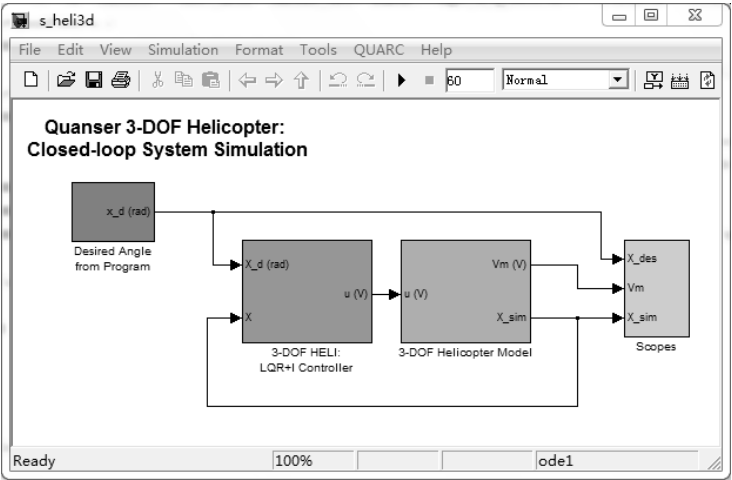 s_heli3d
File Edit View Simulation Format Tools QUARC Help
60 Normal
Quanser 3-DOF Helicopter:
Closed-loop System Simulation
x_d (rad)
Desired Angle
from Program
X_d (rad)
u (V)
X
3-DOF HELI:
LQR+I Controller
u (V)
Vm (V)
X_sim
3-DOF Helicopter Model
X_des
Vm
X_sim
Scopes
Ready 100% ode1